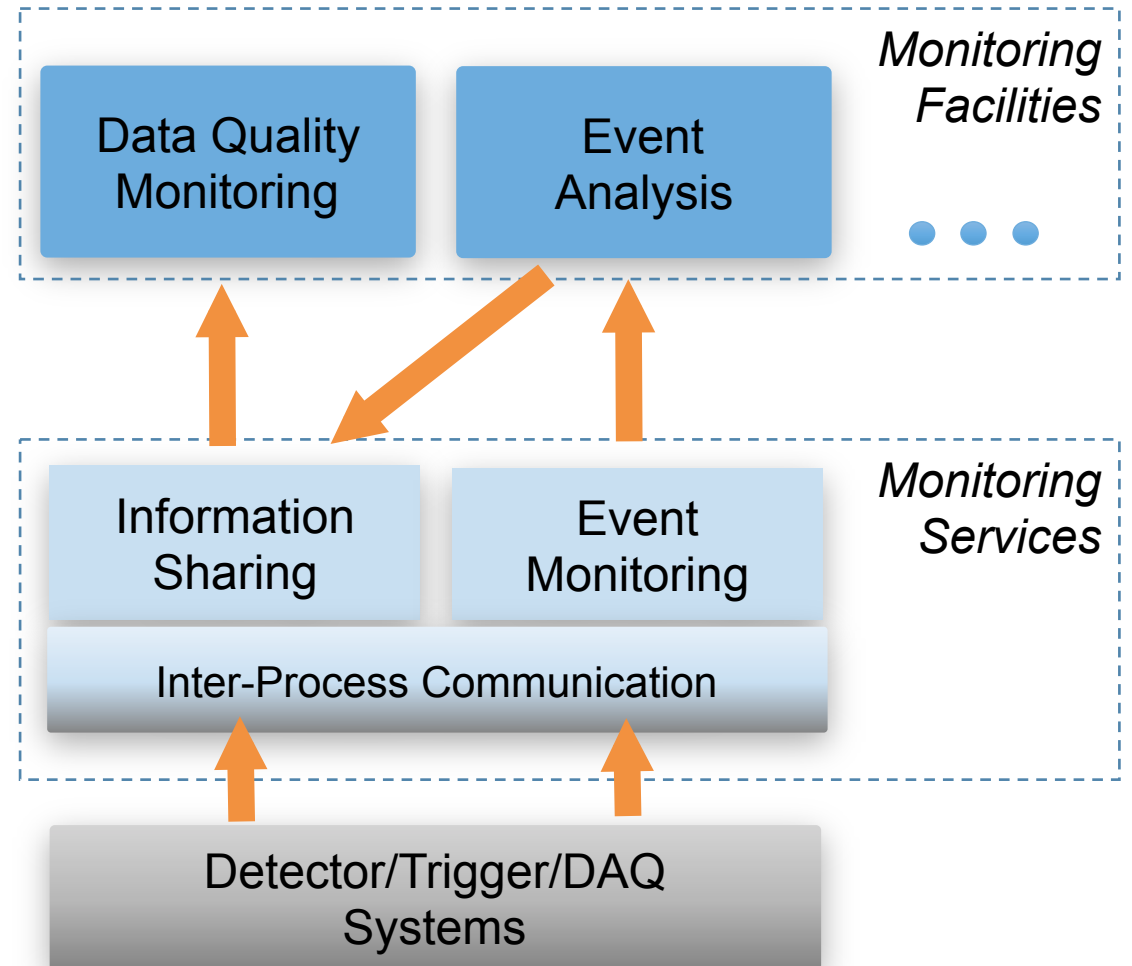 Monitoring
Facilities
Data Quality
Monitoring
Event
Analysis
Monitoring
Services
Information
Sharing
Event
Monitoring
Inter-Process Communication
Detector/Trigger/DAQ
Systems